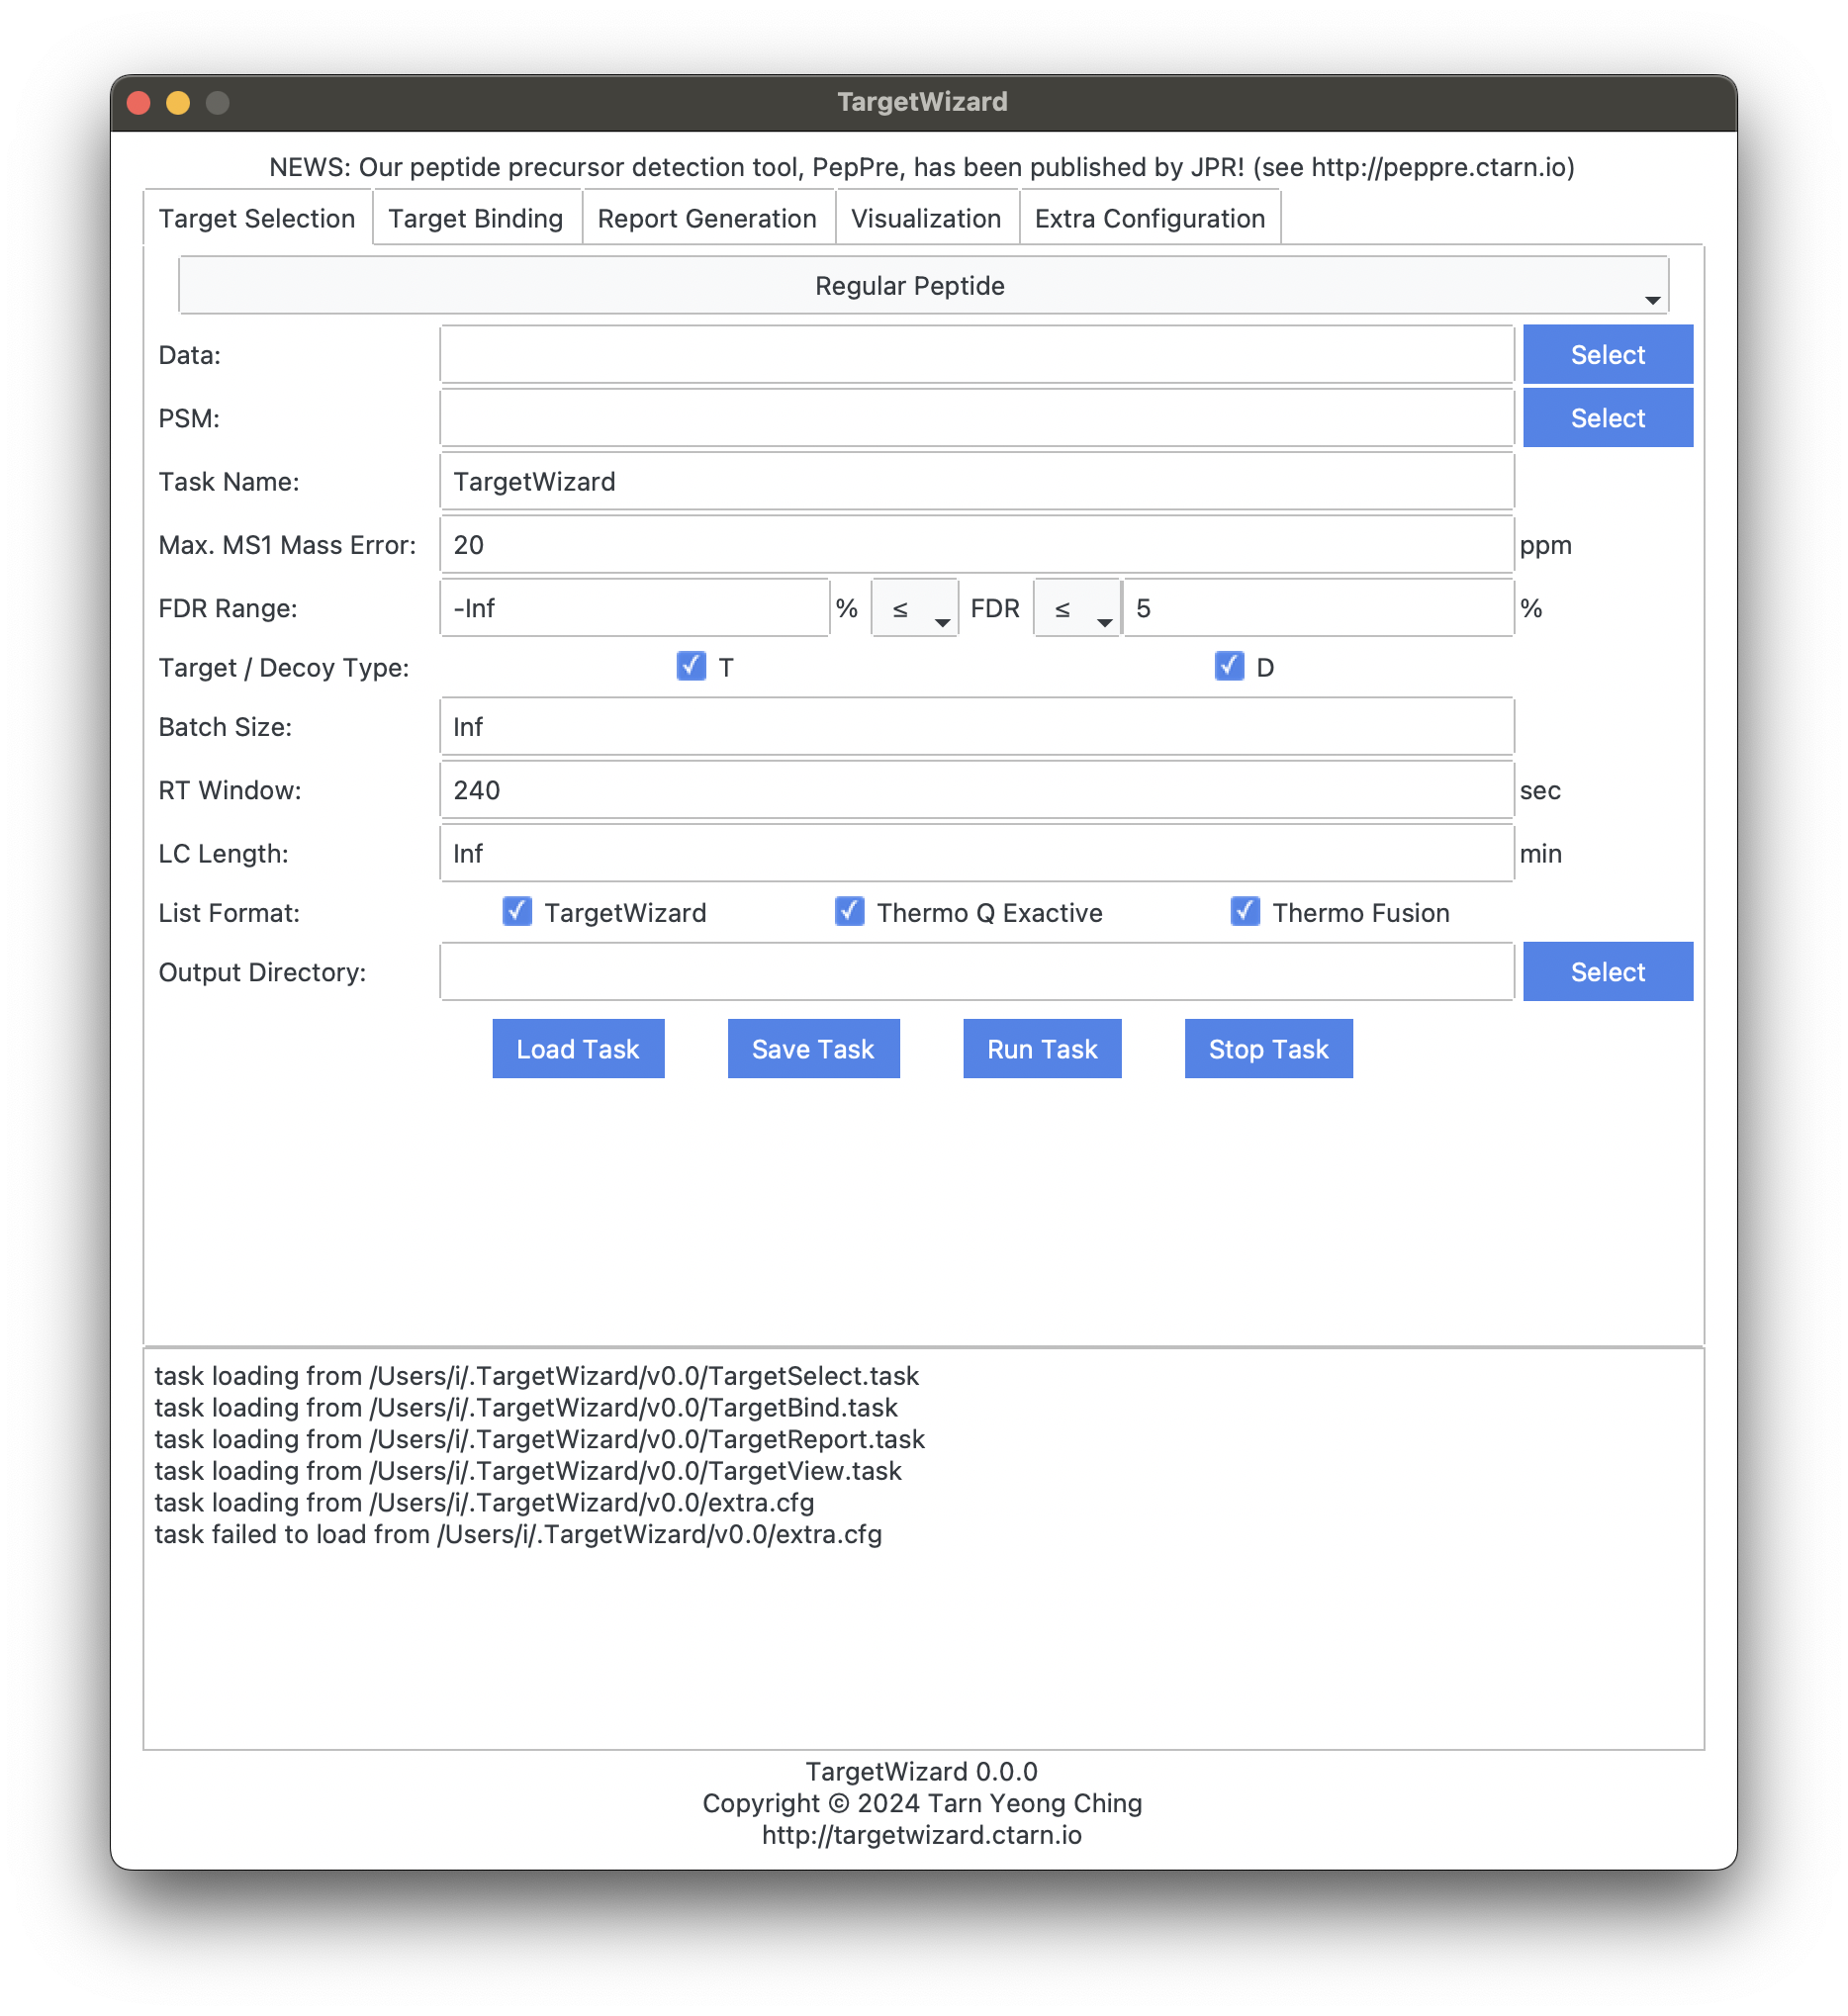 TargetWizard
NEWS: Our peptide precursor detection tool, PepPre, has been published by JPR! (see http://peppre.ctarn.io)
Target Selection Target Binding Report Generation Visualization Extra Configuration
Regular Peptide
Data: Select
PSM: Select
Task Name: TargetWizard
Max. MS1 Mass Error: 20 ppm
FDR Range: -Inf % ≤ FDR ≤ 5 %
Target / Decoy Type: T D
Batch Size: Inf
RT Window: 240 sec
LC Length: Inf min
List Format: TargetWizard Thermo Q Exactive Thermo Fusion
Output Directory: Select
Load Task Save Task Run Task Stop Task
task loading from /Users/i/.TargetWizard/v0.0/TargetSelect.task
task loading from /Users/i/.TargetWizard/v0.0/TargetBind.task
task loading from /Users/i/.TargetWizard/v0.0/TargetReport.task
task loading from /Users/i/.TargetWizard/v0.0/TargetView.task
task loading from /Users/i/.TargetWizard/v0.0/extra.cfg
task failed to load from /Users/i/.TargetWizard/v0.0/extra.cfg
TargetWizard 0.0.0
Copyright © 2024 Tarn Yeong Ching
http://targetwizard.ctarn.io